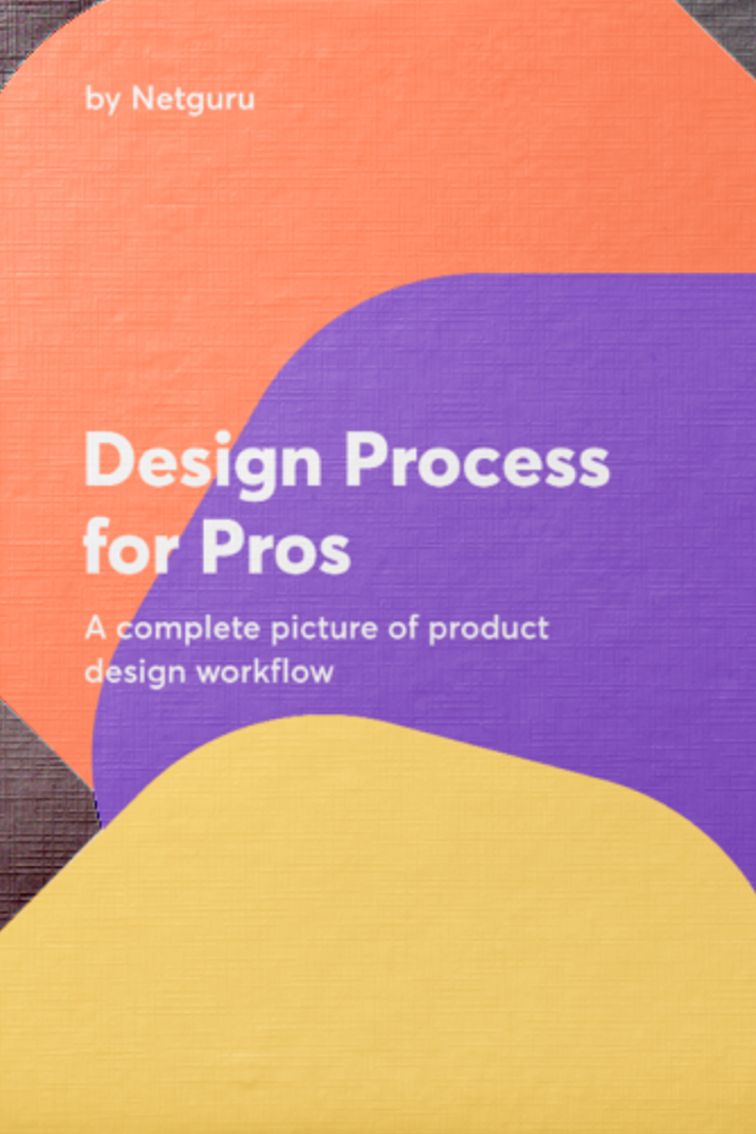 by Netguru
Design Process
for Pros
A complete picture of product
design workflow